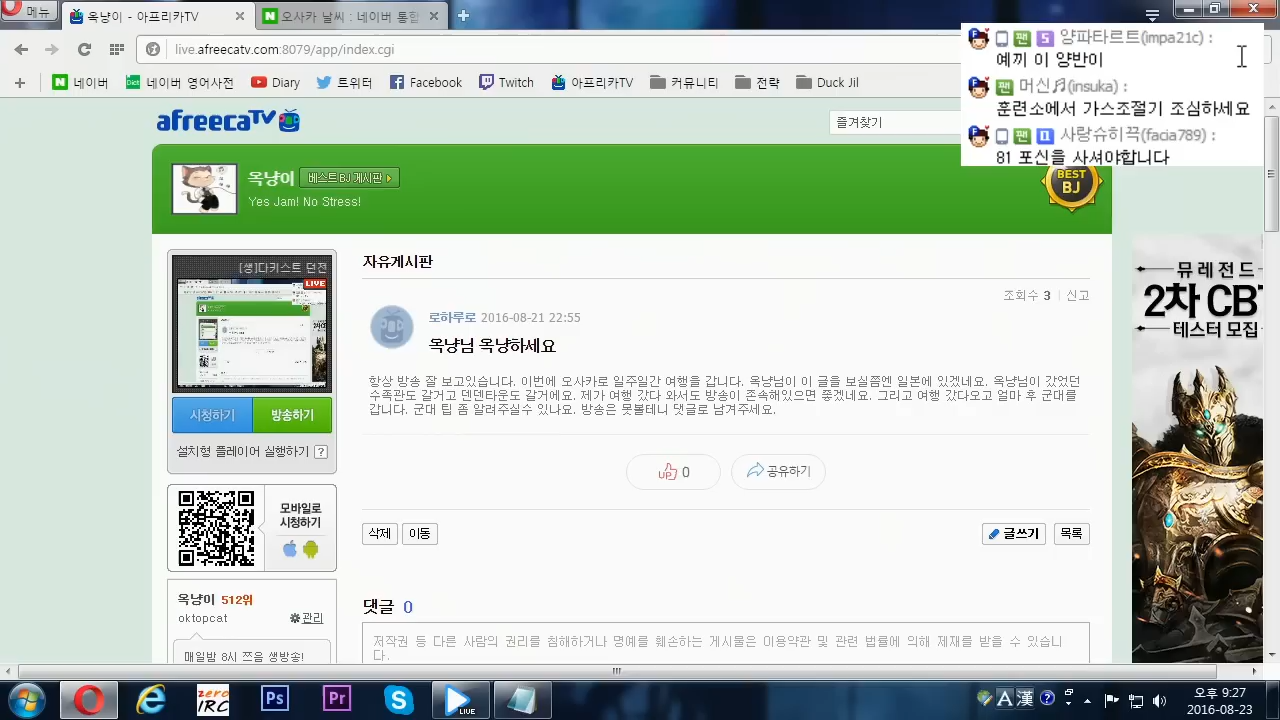 메뉴
옥냥이 - 아프리카TV
오사카 날씨 : 네이버 통합
live.afreecatv.com:8079/app/index.cgi
네이버
네이버 영어사전
Diary
트위터
Facebook
Twitch
아프리카TV
커뮤니티
전략
Duck Jil
양파타르트(impa21c) :
예끼 이 양반이
머신♬(insuka) :
훈련소에서 가스조절기 조심하세요
사랑슈히끅(facia789) :
81 포신을 사셔야합니다
afreecaTV
즐겨찾기
옥냥이
베스트BJ 게시판
Yes Jam! No Stress!
BEST
BJ
[생]다키스트 던전
LIVE
시청하기
방송하기
설치형 플레이어 실행하기 ?
모바일로
시청하기
옥냥이 512위
oktopcat
관리
매일밤 8시 쯔음 생방송!
자유게시판
조회수 3 | 신고
로하루로 2016-08-21 22:55
옥냥님 옥냥하세요
항상 방송 잘 보고있습니다. 이번에 오사카로 일주일간 여행을 갑니다. 옥냥님이 이 글을 보실쯤엔 일본에 있겠네요. 옥냥님이 갔었던
수족관도 갈거고 덴덴타운도 갈거에요. 제가 여행 갔다 와서도 방송이 존속해있으면 좋겠네요. 그리고 여행 갔다오고 얼마 후 군대를
갑니다. 군대 팁 좀 알려주실수 있나요. 방송은 못볼테니 댓글로 남겨주세요.
UP 0
공유하기
삭제
이동
글쓰기
목록
댓글 0
저작권 등 다른 사람의 권리를 침해하거나 명예를 훼손하는 게시물은 이용약관 및 관련 법률에 의해 제재를 받을 수 있습니
다.
뮤레전드
2차 CBT
테스터 모집
zero
IRC
Ps
Pr
LIVE
A 漢
오후 9:27
2016-08-23